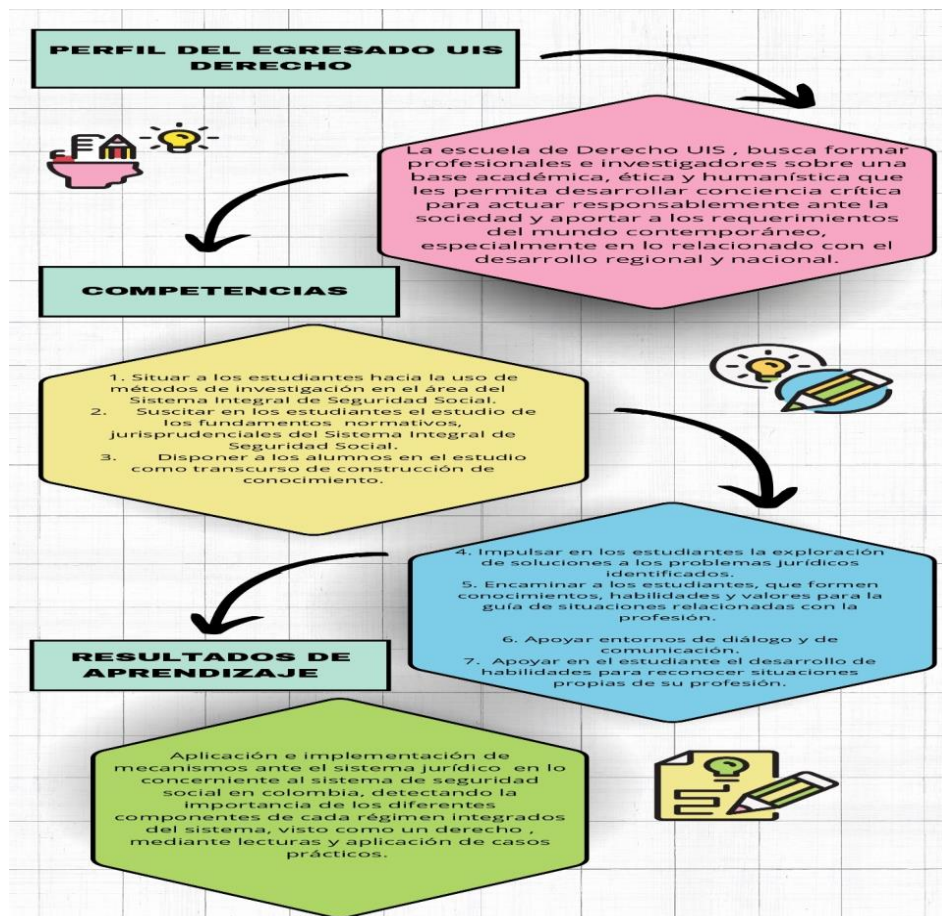 PERFIL DEL EGRESADO UIS
DERECHO
La escuela de Derecho UIS , busca formar
profesionales e investigadores sobre una
base académica, ética y humanística que
les permita desarrollar conciencia crítica
para actuar responsablemente ante la
sociedad y aportar a los requerimientos
del mundo contemporáneo,
especialmente en lo relacionado con el
desarrollo regional y nacional.
COMPETENCIAS
1. Situar a los estudiantes hacia la uso de
métodos de investigación en el área del
Sistema Integral de Seguridad Social.
2. Suscitar en los estudiantes el estudio de
los fundamentos normativos,
jurisprudenciales del Sistema Integral de
Seguridad Social.
3. Disponer a los alumnos en el estudio
como transcurso de construcción de
conocimiento.
4. Impulsar en los estudiantes la exploración
de soluciones a los problemas jurídicos
identificados.
5. Encaminar a los estudiantes, que formen
conocimientos, habilidades y valores para la
guía de situaciones relacionadas con la
profesión.
6. Apoyar entornos de diálogo y de
comunicación.
7. Apoyar en el estudiante el desarrollo de
habilidades para reconocer situaciones
propias de su profesión.
RESULTADOS DE
APRENDIZAJE
Aplicación e implementación de
mecanismos ante el sistema jurídico en lo
concerniente al sistema de seguridad
social en colombia, detectando la
importancia de los diferentes
componentes de cada régimen integrados
del sistema, visto como un derecho ,
mediante lecturas y aplicación de casos
prácticos.